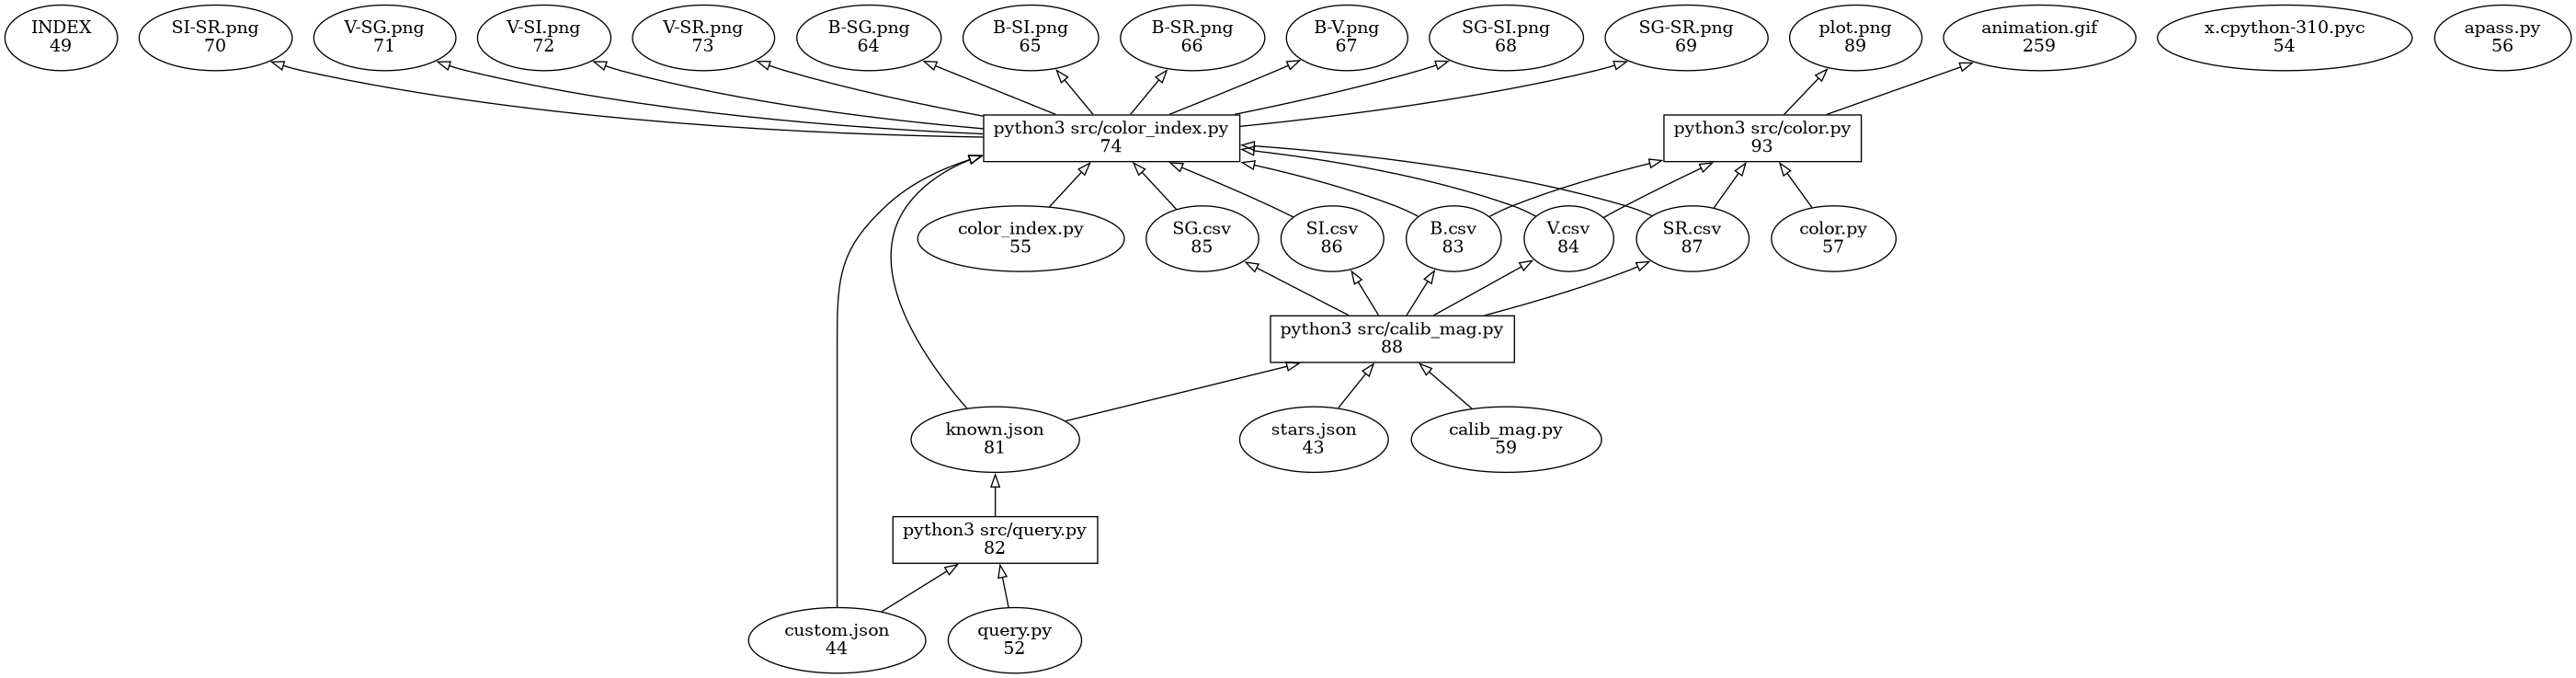 INDEX
49
SI-SR.png
70
V-SG.png
71
V-SI.png
72
V-SR.png
73
B-SG.png
64
B-SI.png
65
B-SR.png
66
B-V.png
67
SG-SI.png
68
SG-SR.png
69
plot.png
89
animation.gif
259
x.cpython-310.pyc
54
apass.py
56
python3 src/color_index.py
74
python3 src/color.py
93
color_index.py
55
SG.csv
85
SI.csv
86
B.csv
83
V.csv
84
SR.csv
87
color.py
57
python3 src/calib_mag.py
88
known.json
81
stars.json
43
calib_mag.py
59
python3 src/query.py
82
custom.json
44
query.py
52